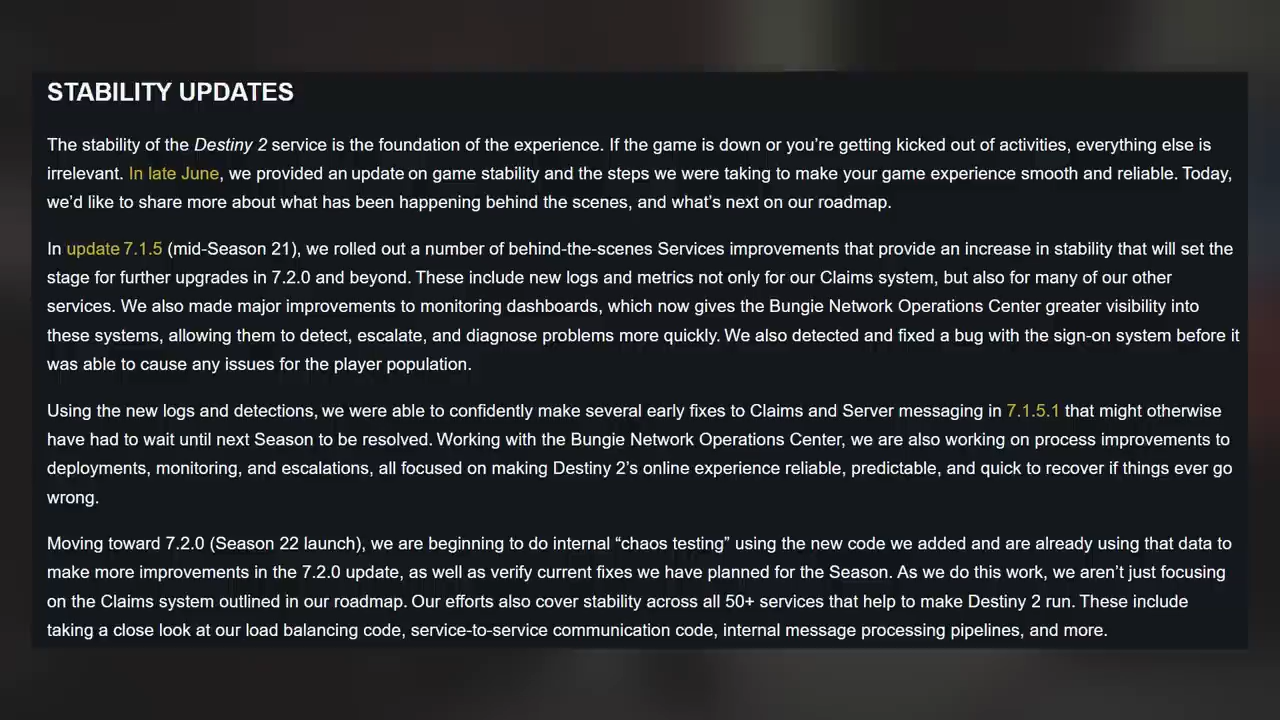 STABILITY UPDATES
The stability of the Destiny 2 service is the foundation of the experience. If the game is down or you’re getting kicked out of activities, everything else is
irrelevant. In late June, we provided an update on game stability and the steps we were taking to make your game experience smooth and reliable. Today,
we’d like to share more about what has been happening behind the scenes, and what’s next on our roadmap.
In update 7.1.5 (mid-Season 21), we rolled out a number of behind-the-scenes Services improvements that provide an increase in stability that will set the
stage for further upgrades in 7.2.0 and beyond. These include new logs and metrics not only for our Claims system, but also for many of our other
services. We also made major improvements to monitoring dashboards, which now gives the Bungie Network Operations Center greater visibility into
these systems, allowing them to detect, escalate, and diagnose problems more quickly. We also detected and fixed a bug with the sign-on system before it
was able to cause any issues for the player population.
Using the new logs and detections, we were able to confidently make several early fixes to Claims and Server messaging in 7.1.5.1 that might otherwise
have had to wait until next Season to be resolved. Working with the Bungie Network Operations Center, we are also working on process improvements to
deployments, monitoring, and escalations, all focused on making Destiny 2’s online experience reliable, predictable, and quick to recover if things ever go
wrong.
Moving toward 7.2.0 (Season 22 launch), we are beginning to do internal “chaos testing” using the new code we added and are already using that data to
make more improvements in the 7.2.0 update, as well as verify current fixes we have planned for the Season. As we do this work, we aren’t just focusing
on the Claims system outlined in our roadmap. Our efforts also cover stability across all 50+ services that help to make Destiny 2 run. These include
taking a close look at our load balancing code, service-to-service communication code, internal message processing pipelines, and more.